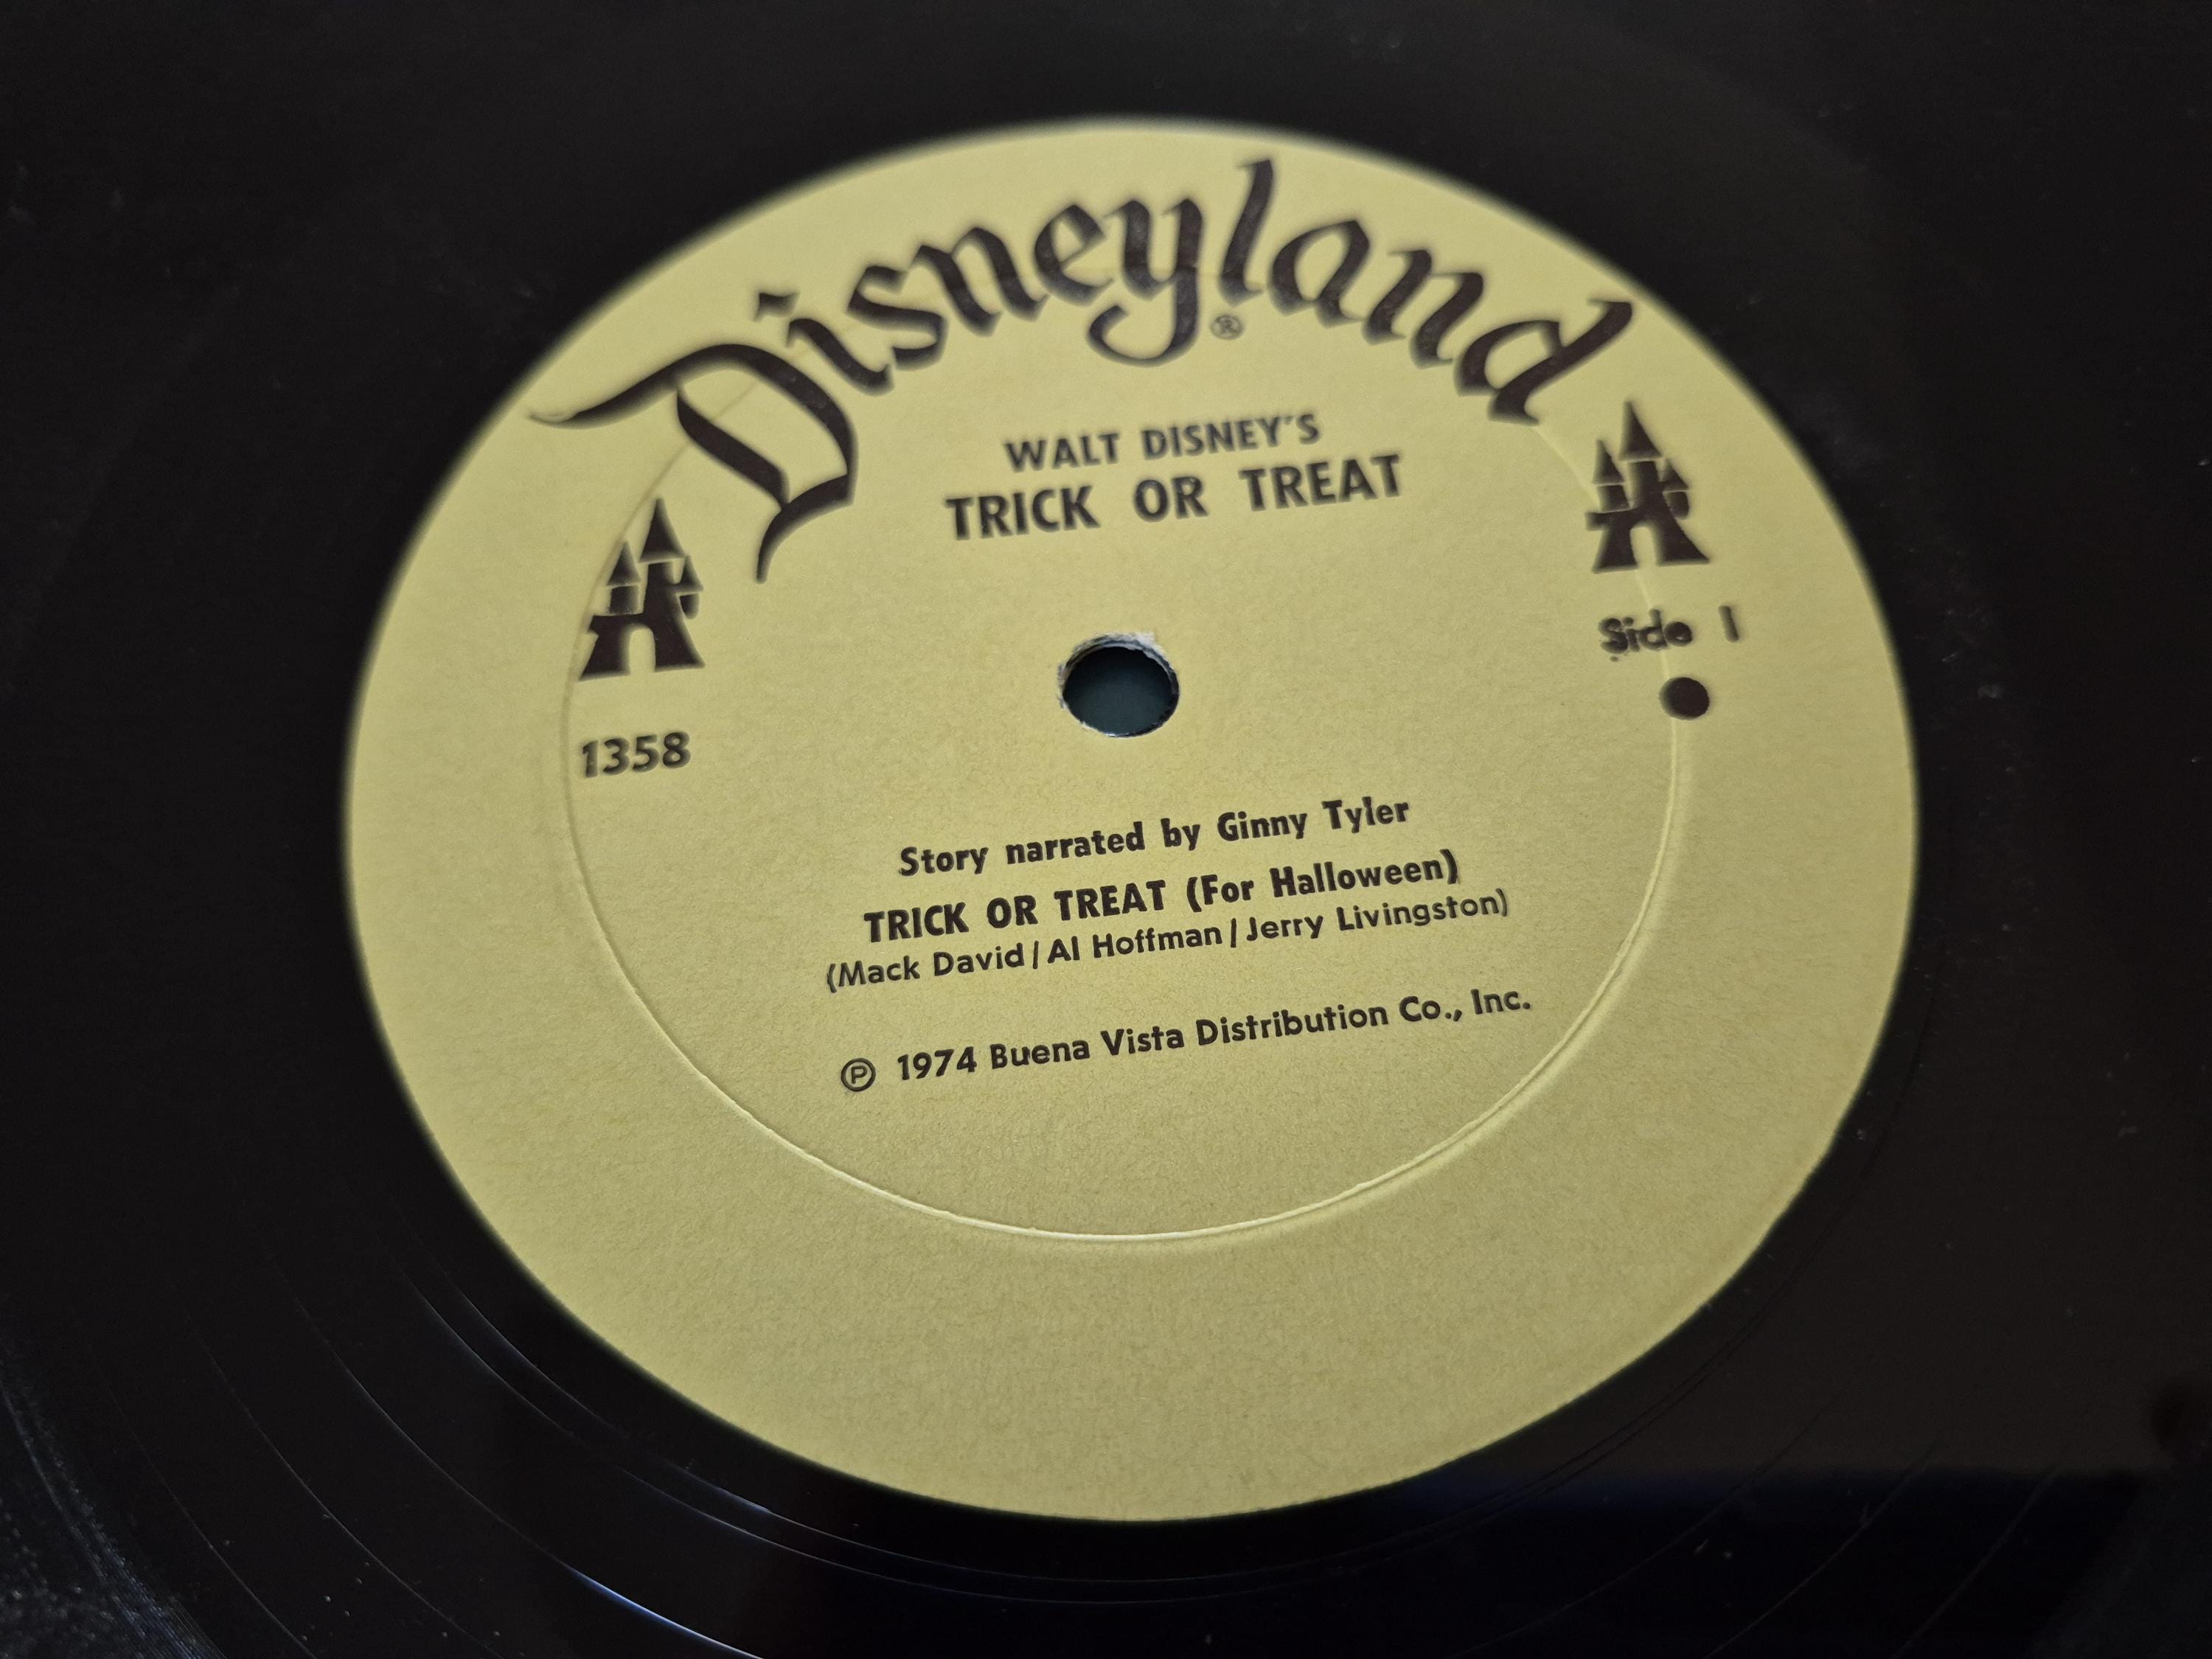 Disneyland®
WALT DISNEY'S
TRICK OR TREAT
Side 1
1358
Story narrated by Ginny Tyler
TRICK OR TREAT (For Halloween)
(Mack David/Al Hoffman/Jerry Livingston)
℗ 1974 Buena Vista Distribution Co., Inc.